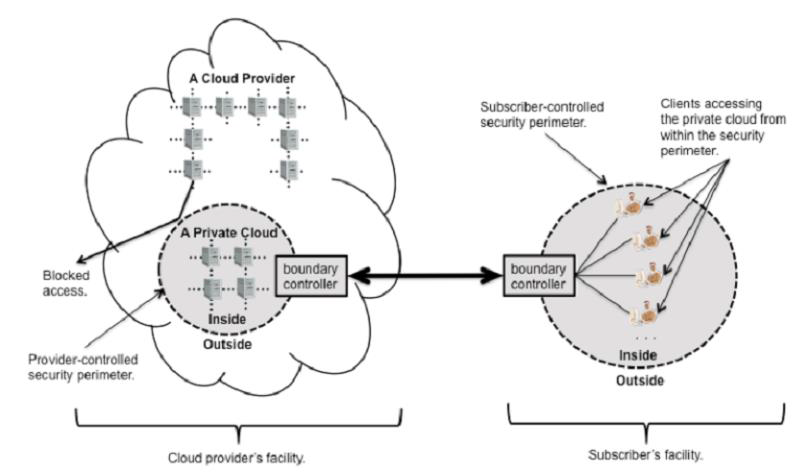 A Cloud Provider
Subscriber-controlled
security perimeter.
Clients accessing
the private cloud from
within the security
perimeter.
A Private Cloud
Blocked
access.
boundary
controller
boundary
controller
Inside
Outside
Provider-controlled
security perimeter.
. . .
Inside
Outside
Cloud provider's facility.
Subscriber's facility.